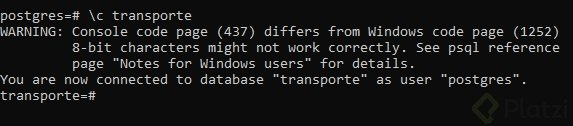 postgres=# \c transporte
WARNING: Console code page (437) differs from Windows code page (1252)
8-bit characters might not work correctly. See psql reference
page "Notes for Windows users" for details.
You are now connected to database "transporte" as user "postgres".
transporte=#
Platzi